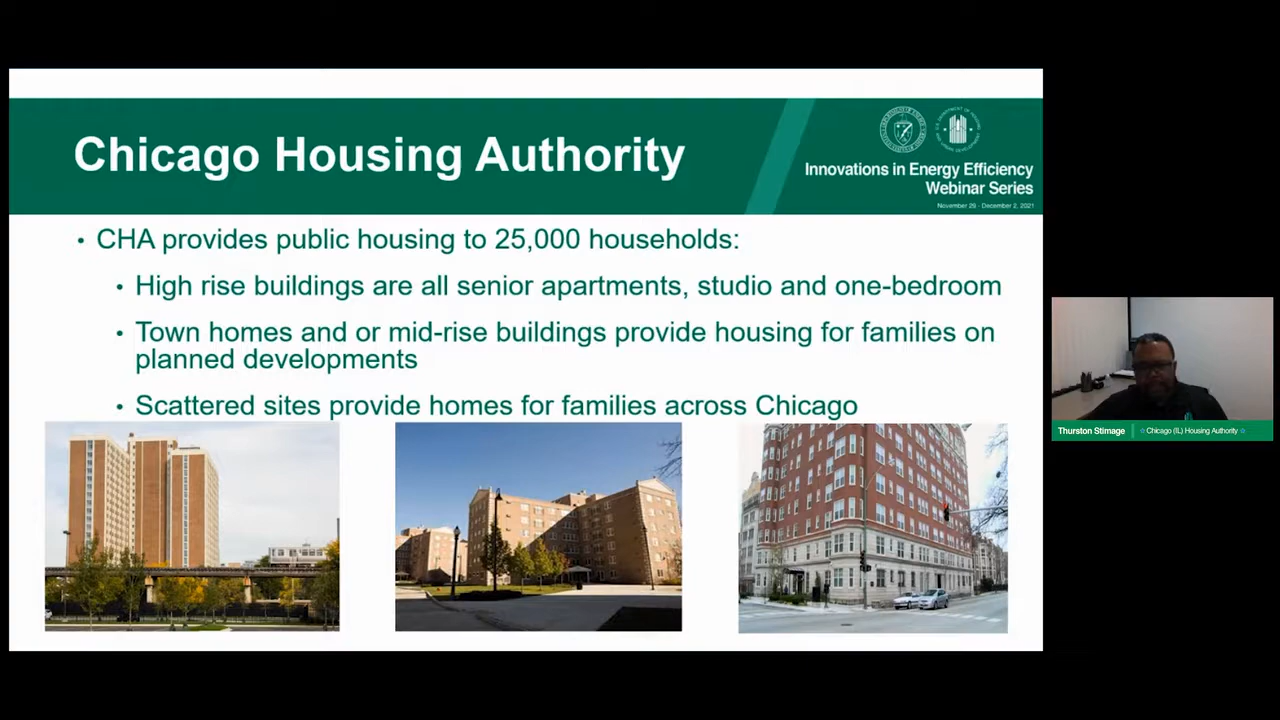 Chicago Housing Authority
Innovations in Energy Efficiency
Webinar Series
November 29 - December 2, 2021
• CHA provides public housing to 25,000 households:
• High rise buildings are all senior apartments, studio and one-bedroom
• Town homes and or mid-rise buildings provide housing for families on
planned developments
• Scattered sites provide homes for families across Chicago
Thurston Stimage | ☆ Chicago (IL) Housing Authority ☆